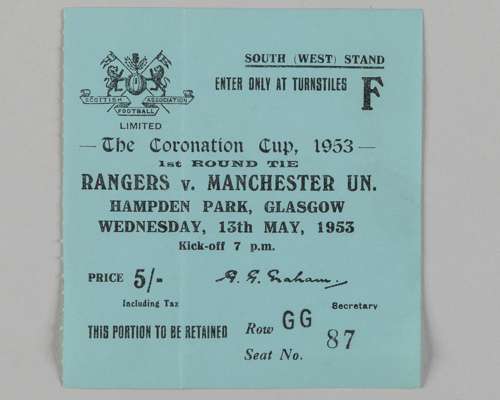 SOUTH (WEST) STAND
ENTER ONLY AT TURNSTILES F
SCOTTISH FOOTBALL ASSOCIATION
LIMITED
— The Coronation Cup, 1953 —
1st ROUND TIE
RANGERS v. MANCHESTER UN.
HAMPDEN PARK, GLASGOW
WEDNESDAY, 13th MAY, 1953
Kick-off 7 p.m.
PRICE 5/-
Including Tax
G. G. Graham.
Secretary
THIS PORTION TO BE RETAINED
Row GG
Seat No. 87